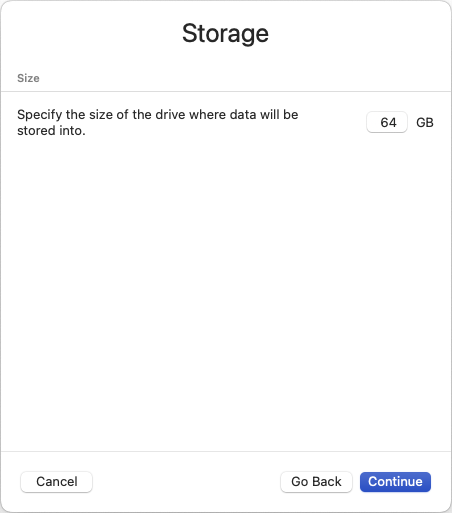 Storage
Size
Specify the size of the drive where data will be
stored into.
64 GB
Cancel
Go Back
Continue